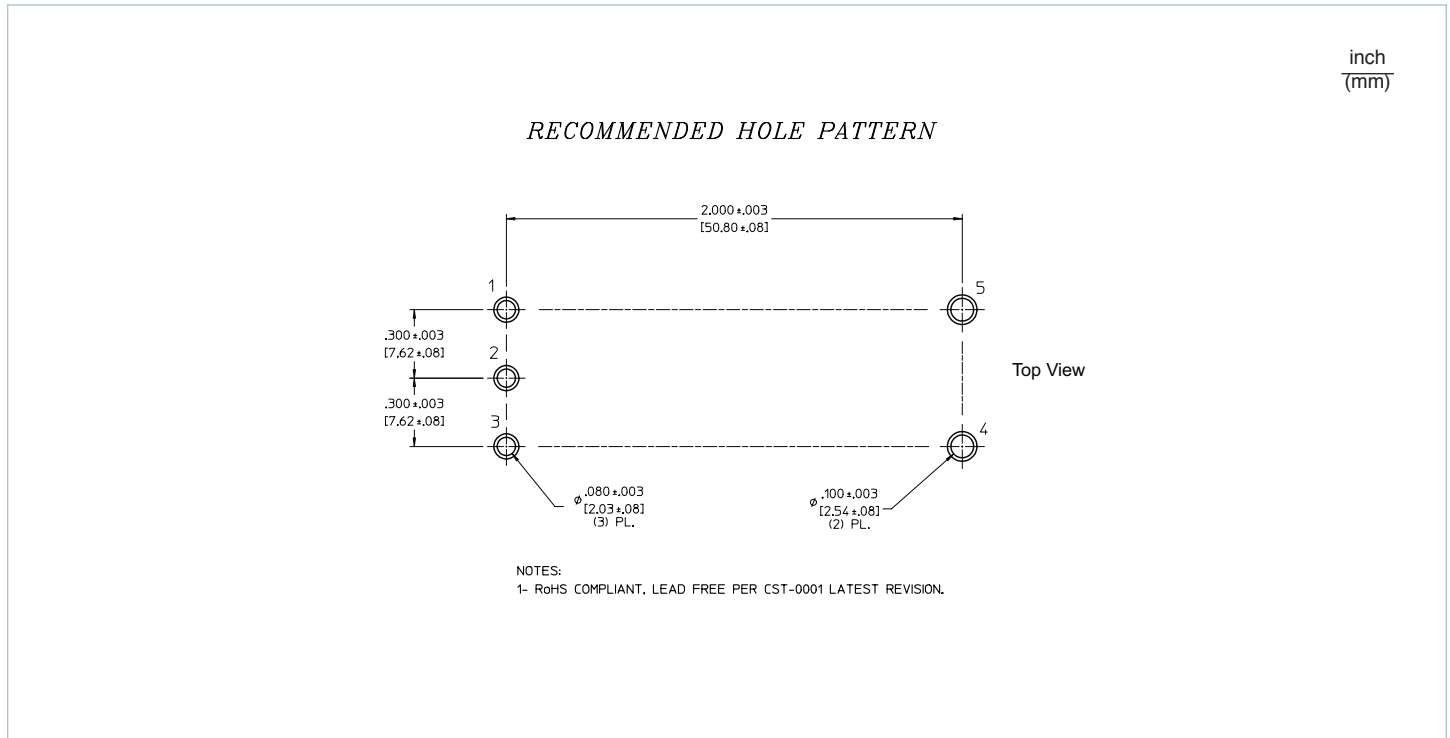 inch
(mm)
RECOMMENDED HOLE PATTERN
2.000±.003
[50.80±.08]
1
5
.300±.003
[7.62±.08]
2
Top View
.300±.003
[7.62±.08]
3
4
ø.080±.003
[2.03±.08]
(3) PL.
ø.100±.003
[2.54±.08]
(2) PL.
NOTES:
1- RoHS COMPLIANT, LEAD FREE PER CST-0001 LATEST REVISION.